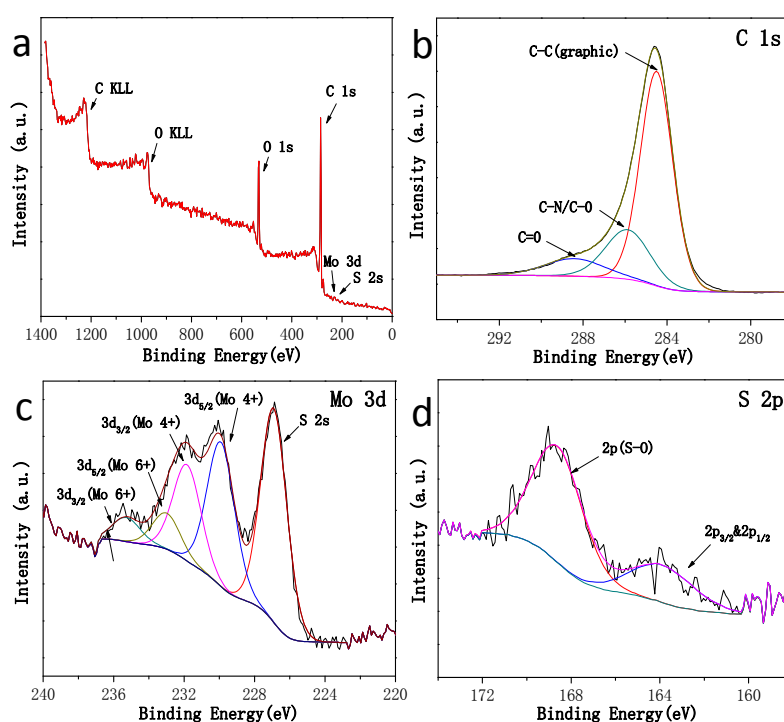 a
C KLL
O KLL
O 1s
C 1s
Mo 3d
S 2s
Intensity (a.u.)
1400 1200 1000 800 600 400 200 0
Binding Energy(eV)
b
C 1s
C-C(graphic)
C-N/C-O
C=O
Intensity (a.u.)
292 288 284 280
Binding Energy(eV)
c
Mo 3d
3d5/2(Mo 4+)
3d3/2(Mo 4+)
S 2s
3d5/2(Mo 6+)
3d3/2(Mo 6+)
Intensity (a.u.)
240 236 232 228 224 220
Binding Energy(eV)
d
S 2p
2p(S-O)
2p3/2&2p1/2
Intensity (a.u.)
172 168 164 160
Binding Energy(eV)